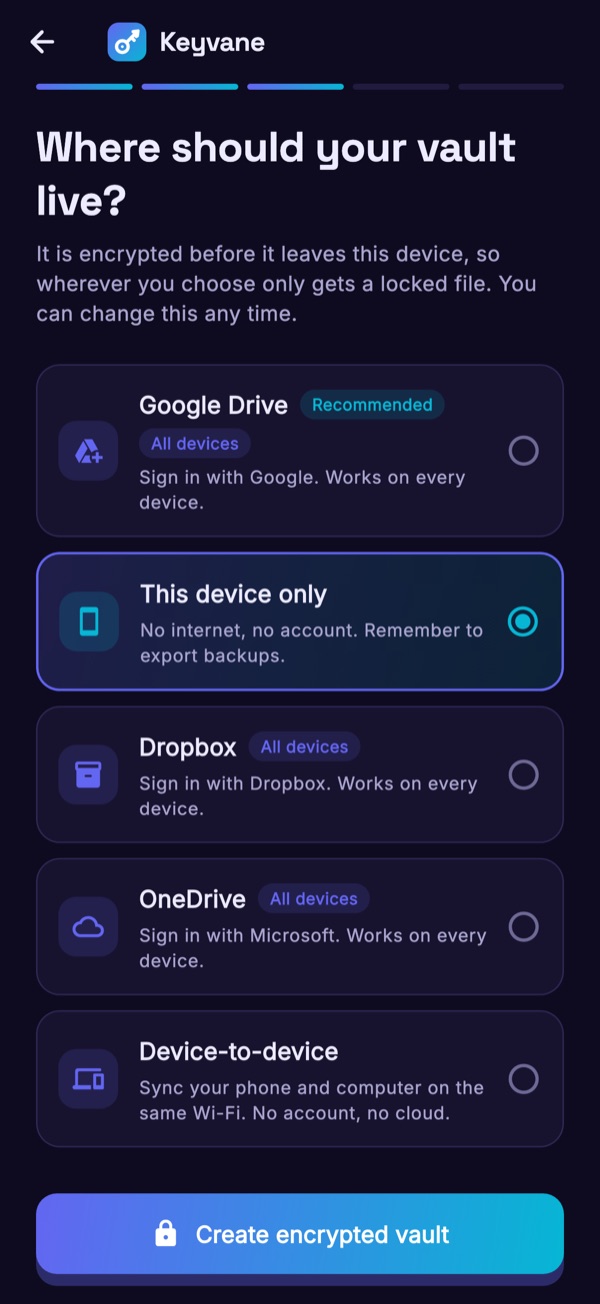 Keyvane
Where should your vault
live?
It is encrypted before it leaves this device, so
wherever you choose only gets a locked file. You
can change this any time.
Google Drive Recommended
All devices
Sign in with Google. Works on every
device.
This device only
No internet, no account. Remember to
export backups.
Dropbox All devices
Sign in with Dropbox. Works on every
device.
OneDrive All devices
Sign in with Microsoft. Works on every
device.
Device-to-device
Sync your phone and computer on the
same Wi-Fi. No account, no cloud.
Create encrypted vault